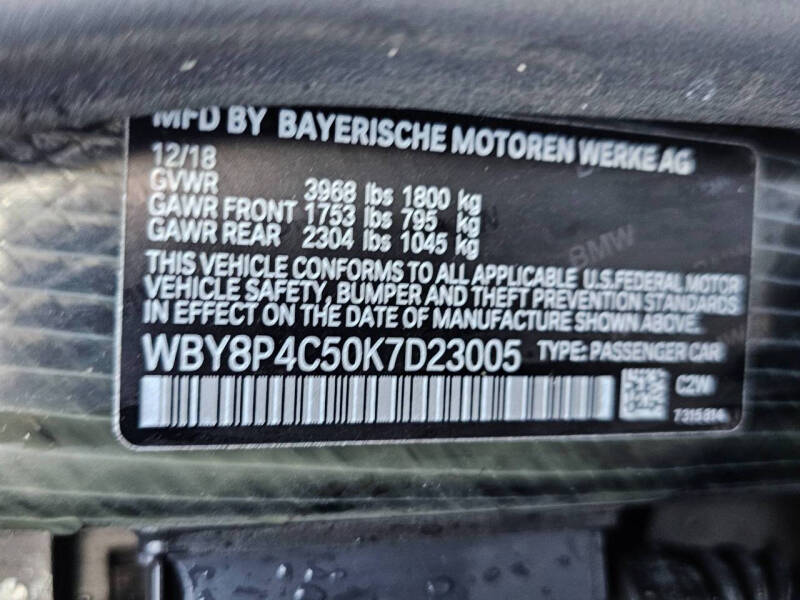 MFD BY BAYERISCHE MOTOREN WERKE AG
12/18
GVWR 3968 lbs 1800 kg
GAWR FRONT 1753 lbs 795 kg
GAWR REAR 2304 lbs 1045 kg
THIS VEHICLE CONFORMS TO ALL APPLICABLE U.S.FEDERAL MOTOR
VEHICLE SAFETY, BUMPER AND THEFT PREVENTION STANDARDS
IN EFFECT ON THE DATE OF MANUFACTURE SHOWN ABOVE.
WBY8P4C50K7D23005 TYPE: PASSENGER CAR
C2W
7315814
BMW